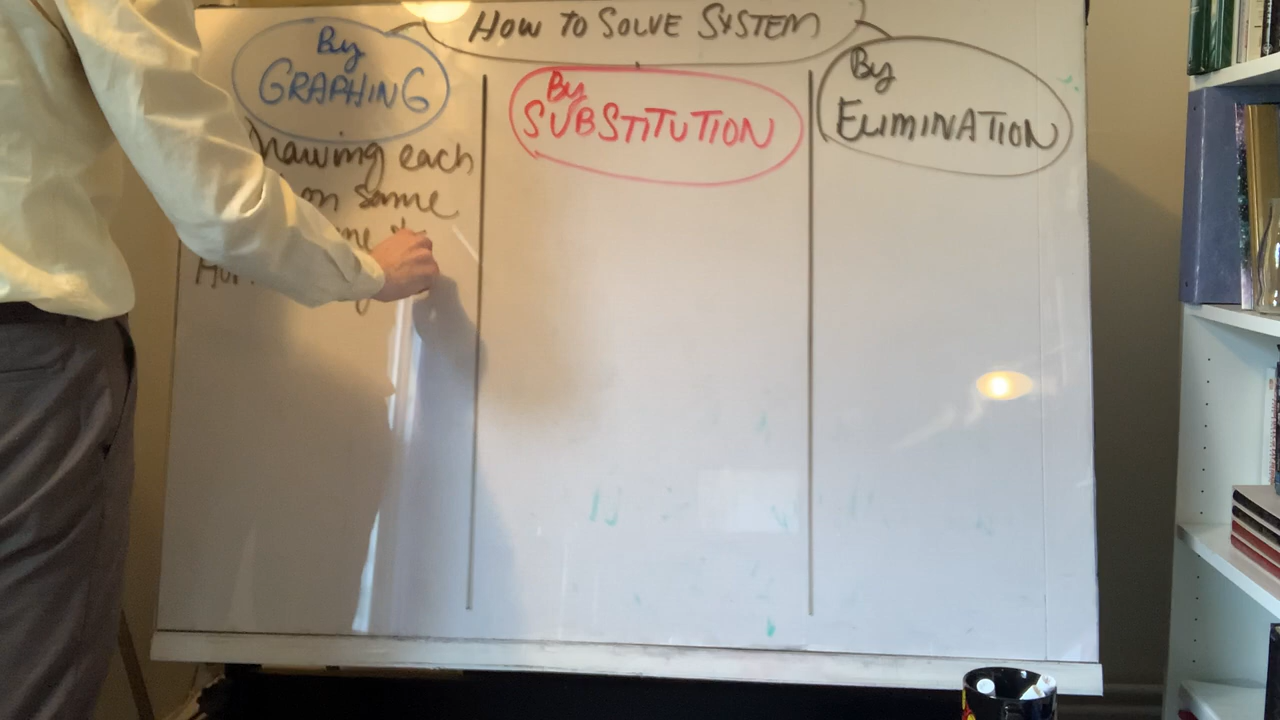 HOW TO SOLVE SYSTEM
By
GRAPHING
Drawing each
on same
By
SUBSTITUTION
By
ELIMINATION